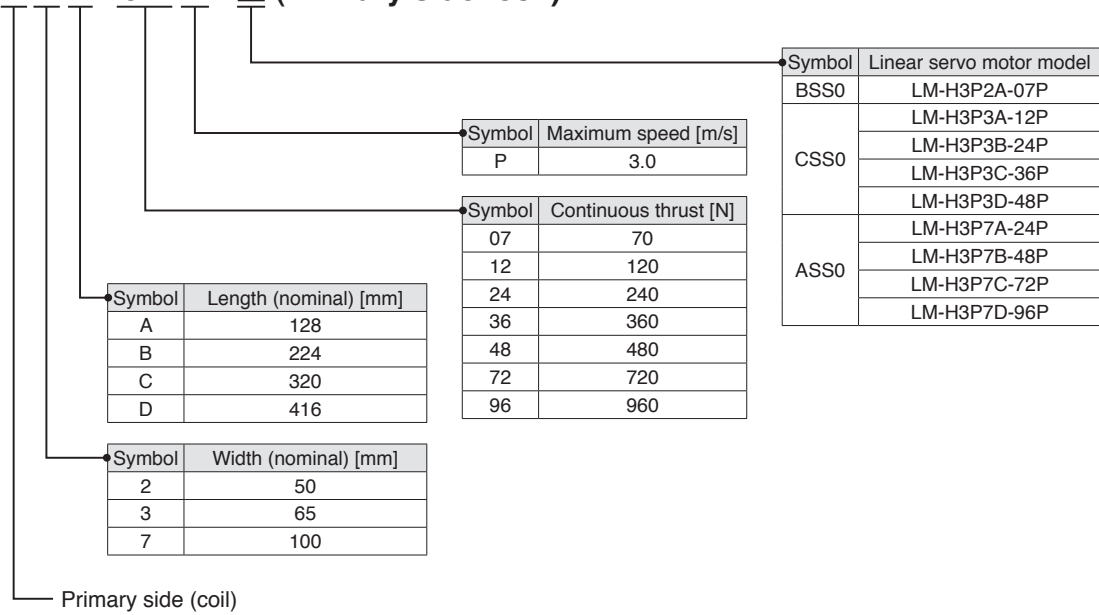 Symbol Linear servo motor model
BSS0 LM-H3P2A-07P
CSS0 LM-H3P3A-12P
LM-H3P3B-24P
LM-H3P3C-36P
LM-H3P3D-48P
ASS0 LM-H3P7A-24P
LM-H3P7B-48P
LM-H3P7C-72P
LM-H3P7D-96P
Symbol Maximum speed [m/s]
P 3.0
Symbol Continuous thrust [N]
07 70
12 120
24 240
36 360
48 480
72 720
96 960
Symbol Length (nominal) [mm]
A 128
B 224
C 320
D 416
Symbol Width (nominal) [mm]
2 50
3 65
7 100
Primary side (coil)